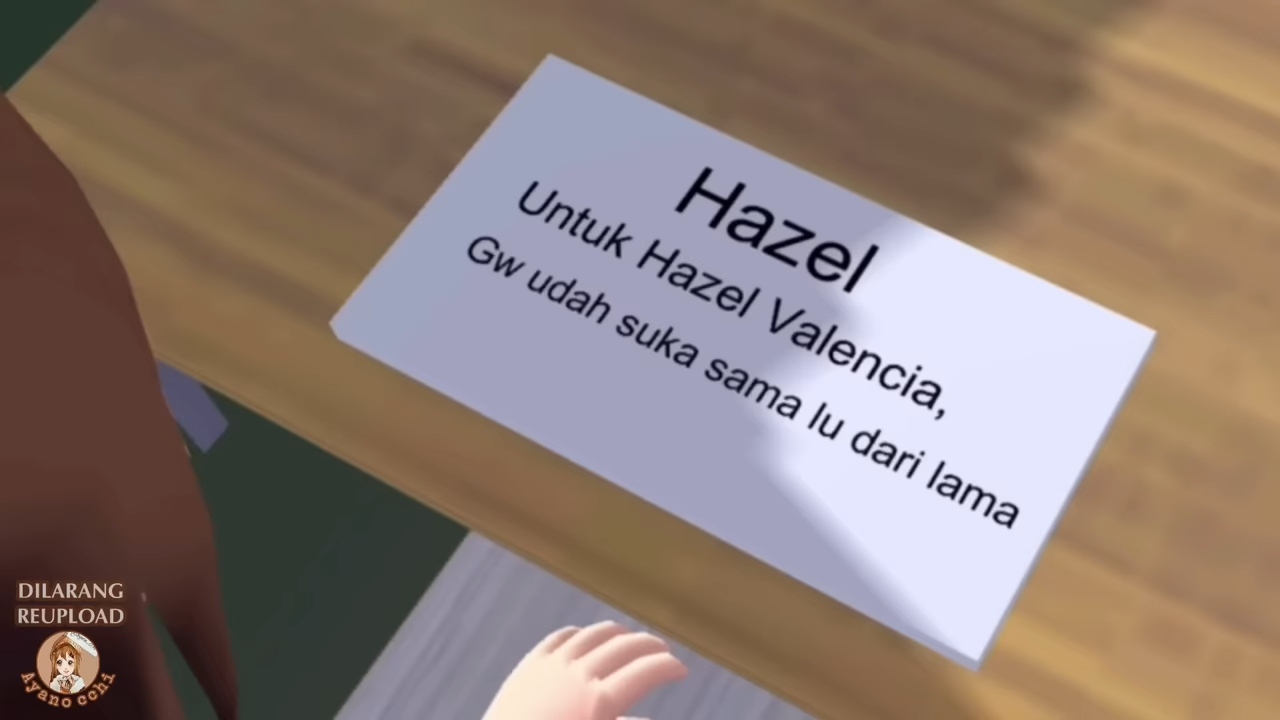 Hazel
Untuk Hazel Valencia,
Gw udah suka sama lu dari lama
DILARANG
REUPLOAD
Ayano cchi